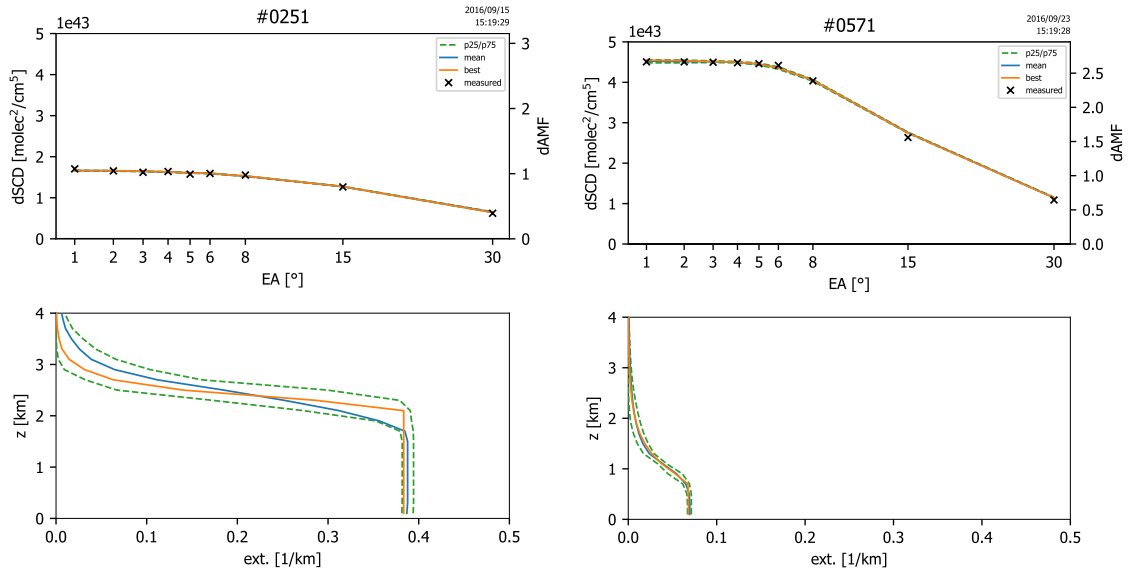 #0251
2016/09/15
15:19:29
1e43
5
4
3
2
1
0
dSCD [molec²/cm⁵]
p25/p75
mean
best
measured
3
2
1
0
dAMF
1 2 3 4 5 6 8 15 30
EA [°]
#0571
2016/09/23
15:19:28
1e43
5
4
3
2
1
0
dSCD [molec²/cm⁵]
p25/p75
mean
best
measured
2.5
2.0
1.5
1.0
0.5
0.0
dAMF
1 2 3 4 5 6 8 15 30
EA [°]
4
3
2
1
0
z [km]
0.0 0.1 0.2 0.3 0.4 0.5
ext. [1/km]
4
3
2
1
0
z [km]
0.0 0.1 0.2 0.3 0.4 0.5
ext. [1/km]